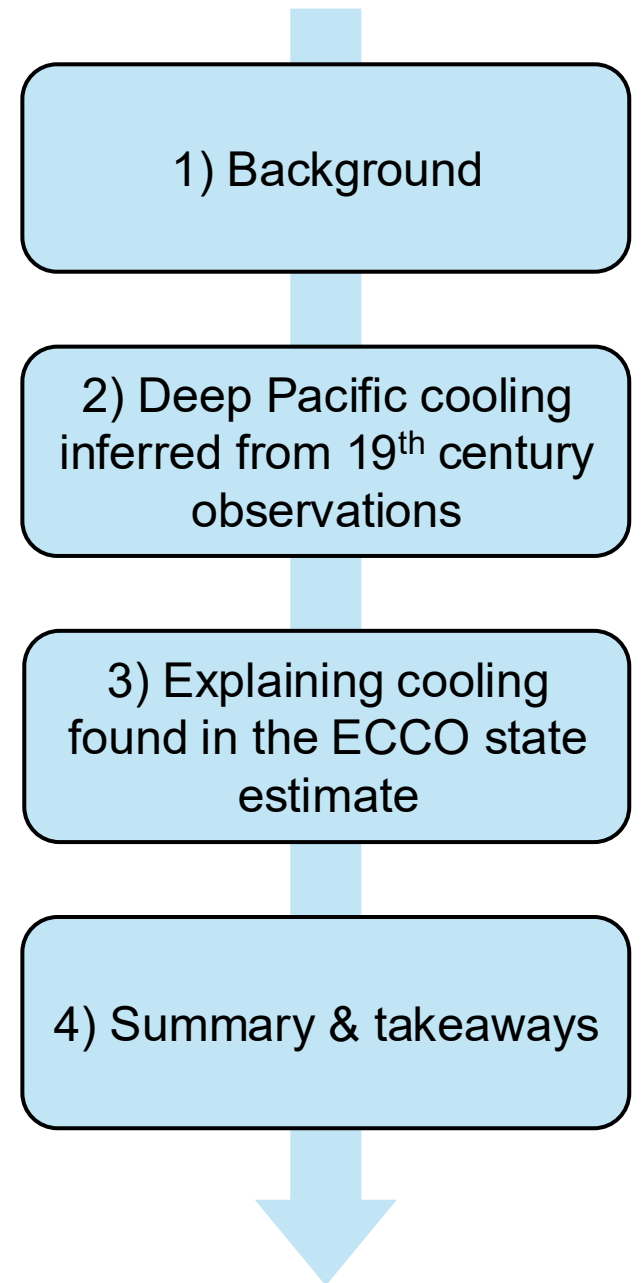 1) Background
2) Deep Pacific cooling
inferred from 19th century
observations
3) Explaining cooling
found in the ECCO state
estimate
4) Summary & takeaways